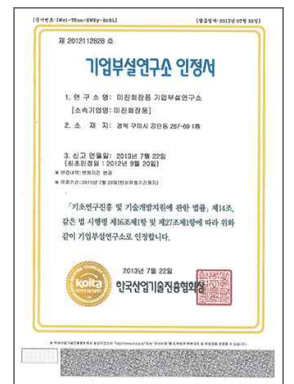 제 2012112828 호
기업부설연구소 인정서
1. 연 구 소 명: 미진화장품 기업부설연구소
[소속기업명: 미진화장품]
2. 소 재 지: 경북 구미시 공단동 267-69 1층
3. 신고 연월일: 2013년 7월 22일
(최초인정일: 2012년 9월 20일)
「기초연구진흥 및 기술개발지원에 관한 법률」 제14조,
같은 법 시행령 제16조제1항 및 제27조제1항에 따라 위와
같이 기업부설연구소로 인정합니다.
2013년 7월 22일
koita
한국산업기술진흥협회장